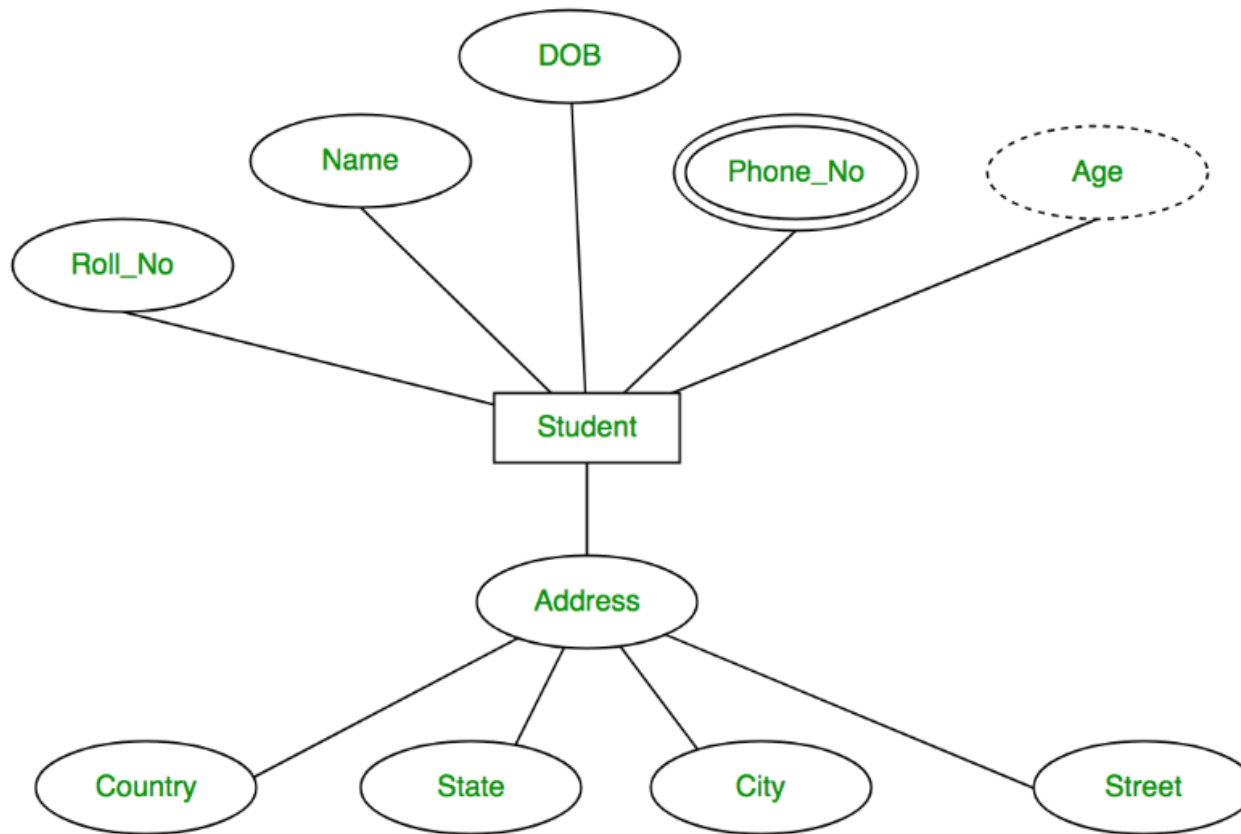 DOB
Name
Phone_No
Age
Roll_No
Student
Address
Country
State
City
Street